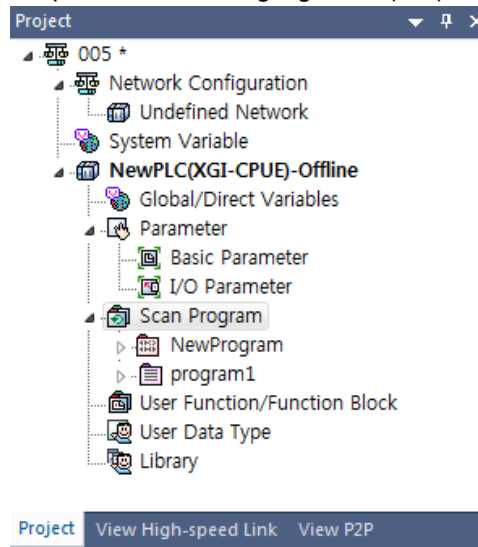 Project
005 *
Network Configuration
Undefined Network
System Variable
NewPLC(XGI-CPUE)-Offline
Global/Direct Variables
Parameter
Basic Parameter
I/O Parameter
Scan Program
NewProgram
program1
User Function/Function Block
User Data Type
Library
Project View High-speed Link View P2P